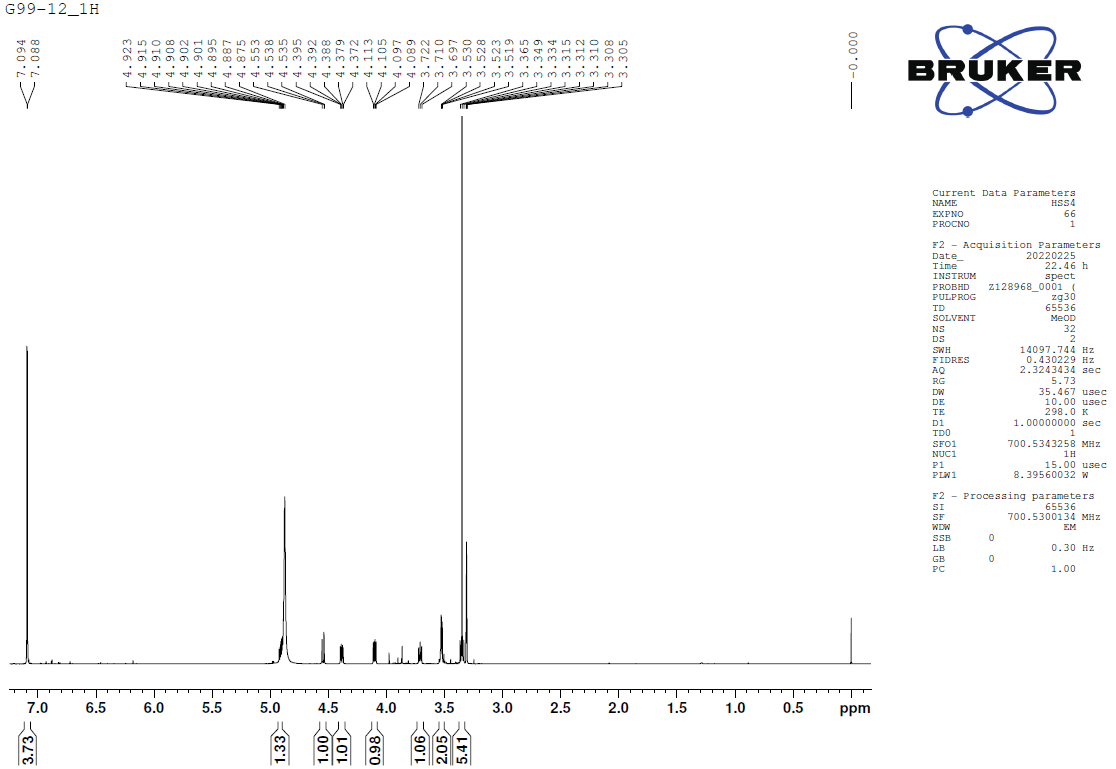 G99-12_1H
7.094
7.088
4.923
4.915
4.910
4.908
4.902
4.901
4.895
4.887
4.875
4.553
4.538
4.535
4.395
4.392
4.388
4.379
4.372
4.113
4.105
4.097
4.089
3.722
3.710
3.697
3.530
3.528
3.523
3.519
3.365
3.349
3.334
3.315
3.312
3.310
3.308
3.305
-0.000
BRUKER
Current Data Parameters
NAME HSS4
EXPNO 66
PROCNO 1
F2 - Acquisition Parameters
Date_ 20220225
Time 22.46 h
INSTRUM spect
PROBHD Z128968_0001 (
PULPROG zg30
TD 65536
SOLVENT MeOD
NS 32
DS 2
SWH 14097.744 Hz
FIDRES 0.430229 Hz
AQ 2.3243434 sec
RG 5.73
DW 35.467 usec
DE 10.00 usec
TE 298.0 K
D1 1.00000000 sec
TD0 1
SFO1 700.5343258 MHz
NUC1 1H
P1 15.00 usec
PLW1 8.39560032 W
F2 - Processing parameters
SI 65536
SF 700.5300134 MHz
WDW EM
SSB 0
LB 0.30 Hz
GB 0
PC 1.00
7.0 6.5 6.0 5.5 5.0 4.5 4.0 3.5 3.0 2.5 2.0 1.5 1.0 0.5 ppm
3.73
1.33
1.00
1.01
0.98
1.06
2.05
5.41